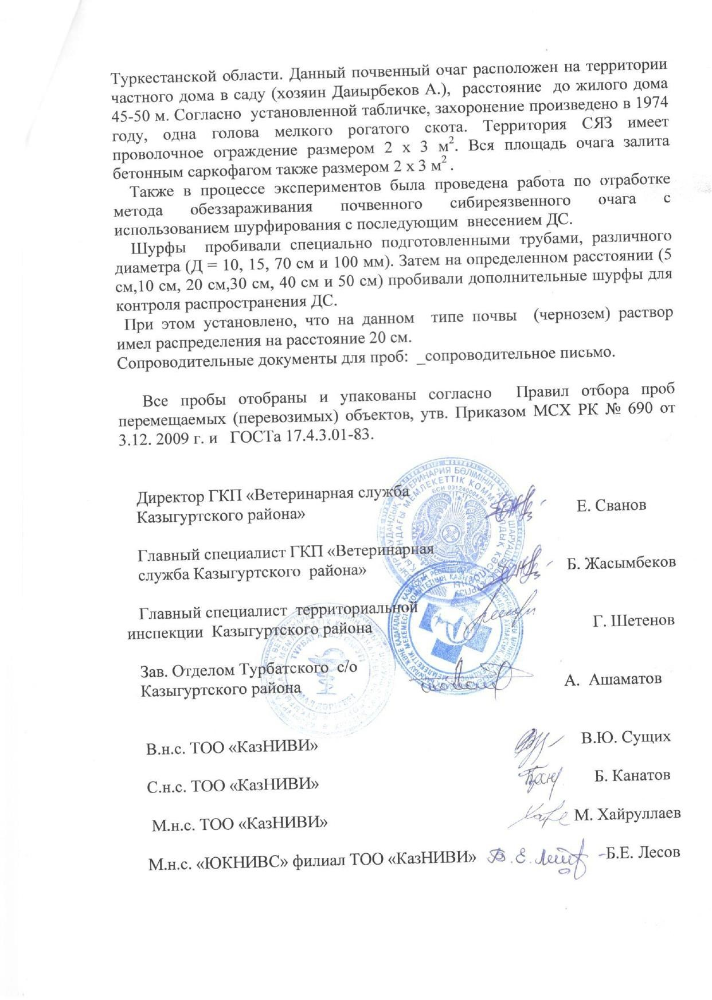 Туркестанской области. Данный почвенный очаг расположен на территории
частного дома в саду (хозяин Даиырбеков А.), расстояние до жилого дома
45-50 м. Согласно установленной табличке, захоронение произведено в 1974
году, одна голова мелкого рогатого скота. Территория СЯЗ имеет
проволочное ограждение размером 2 х 3 м². Вся площадь очага залита
бетонным саркофагом также размером 2 х 3 м² .
Также в процессе экспериментов была проведена работа по отработке
метода обеззараживания почвенного сибиреязвенного очага с
использованием шурфирования с последующим внесением ДС.
Шурфы пробивали специально подготовленными трубами, различного
диаметра (Д = 10, 15, 70 см и 100 мм). Затем на определенном расстоянии (5
см,10 см, 20 см,30 см, 40 см и 50 см) пробивали дополнительные шурфы для
контроля распространения ДС.
При этом установлено, что на данном типе почвы (чернозем) раствор
имел распределения на расстояние 20 см.
Сопроводительные документы для проб: _сопроводительное письмо.
Все пробы отобраны и упакованы согласно Правил отбора проб
перемещаемых (перевозимых) объектов, утв. Приказом МСХ РК № 690 от
3.12. 2009 г. и ГОСТа 17.4.3.01-83.
Директор ГКП «Ветеринарная служба
Казыгуртского района» Е. Сванов
Главный специалист ГКП «Ветеринарная
служба Казыгуртского района» Б. Жасымбеков
Главный специалист территориальной
инспекции Казыгуртского района Г. Шетенов
Зав. Отделом Турбатского с/о
Казыгуртского района А. Ашаматов
В.н.с. ТОО «КазНИВИ» В.Ю. Сущих
С.н.с. ТОО «КазНИВИ» Б. Канатов
М.н.с. ТОО «КазНИВИ» М. Хайруллаев
М.н.с. «ЮКНИВС» филиал ТОО «КазНИВИ» Б.Е. Лесов